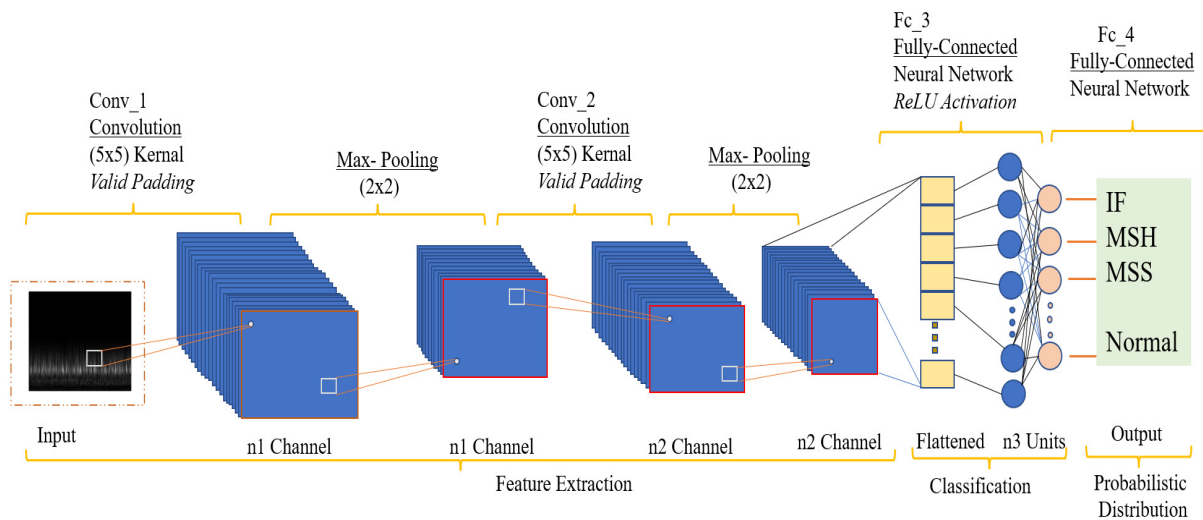 Conv_1
Convolution
(5x5) Kernal
Valid Padding
Max- Pooling
(2x2)
Conv_2
Convolution
(5x5) Kernal
Valid Padding
Max- Pooling
(2x2)
Fc_3
Fully-Connected
Neural Network
ReLU Activation
Fc_4
Fully-Connected
Neural Network
IF
MSH
MSS
Normal
Input
n1 Channel
n1 Channel
n2 Channel
n2 Channel
Flattened
n3 Units
Output
Feature Extraction
Classification
Probabilistic
Distribution